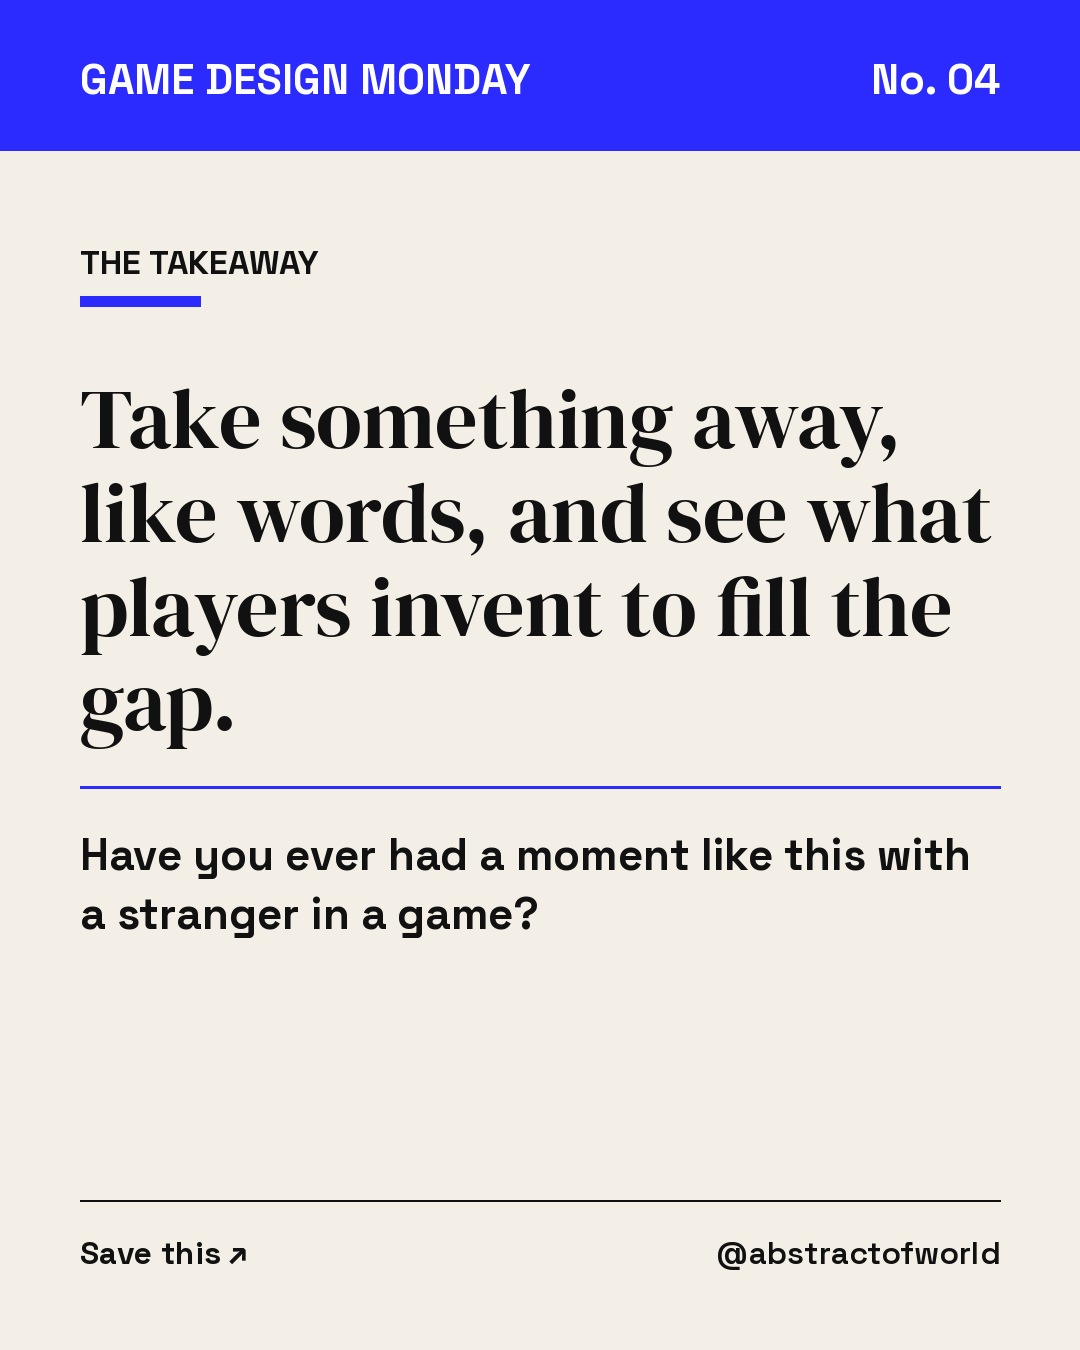 GAME DESIGN MONDAY
No. 04
THE TAKEAWAY
Take something away,
like words, and see what
players invent to fill the
gap.
Have you ever had a moment like this with
a stranger in a game?
Save this ↗
@abstractofworld